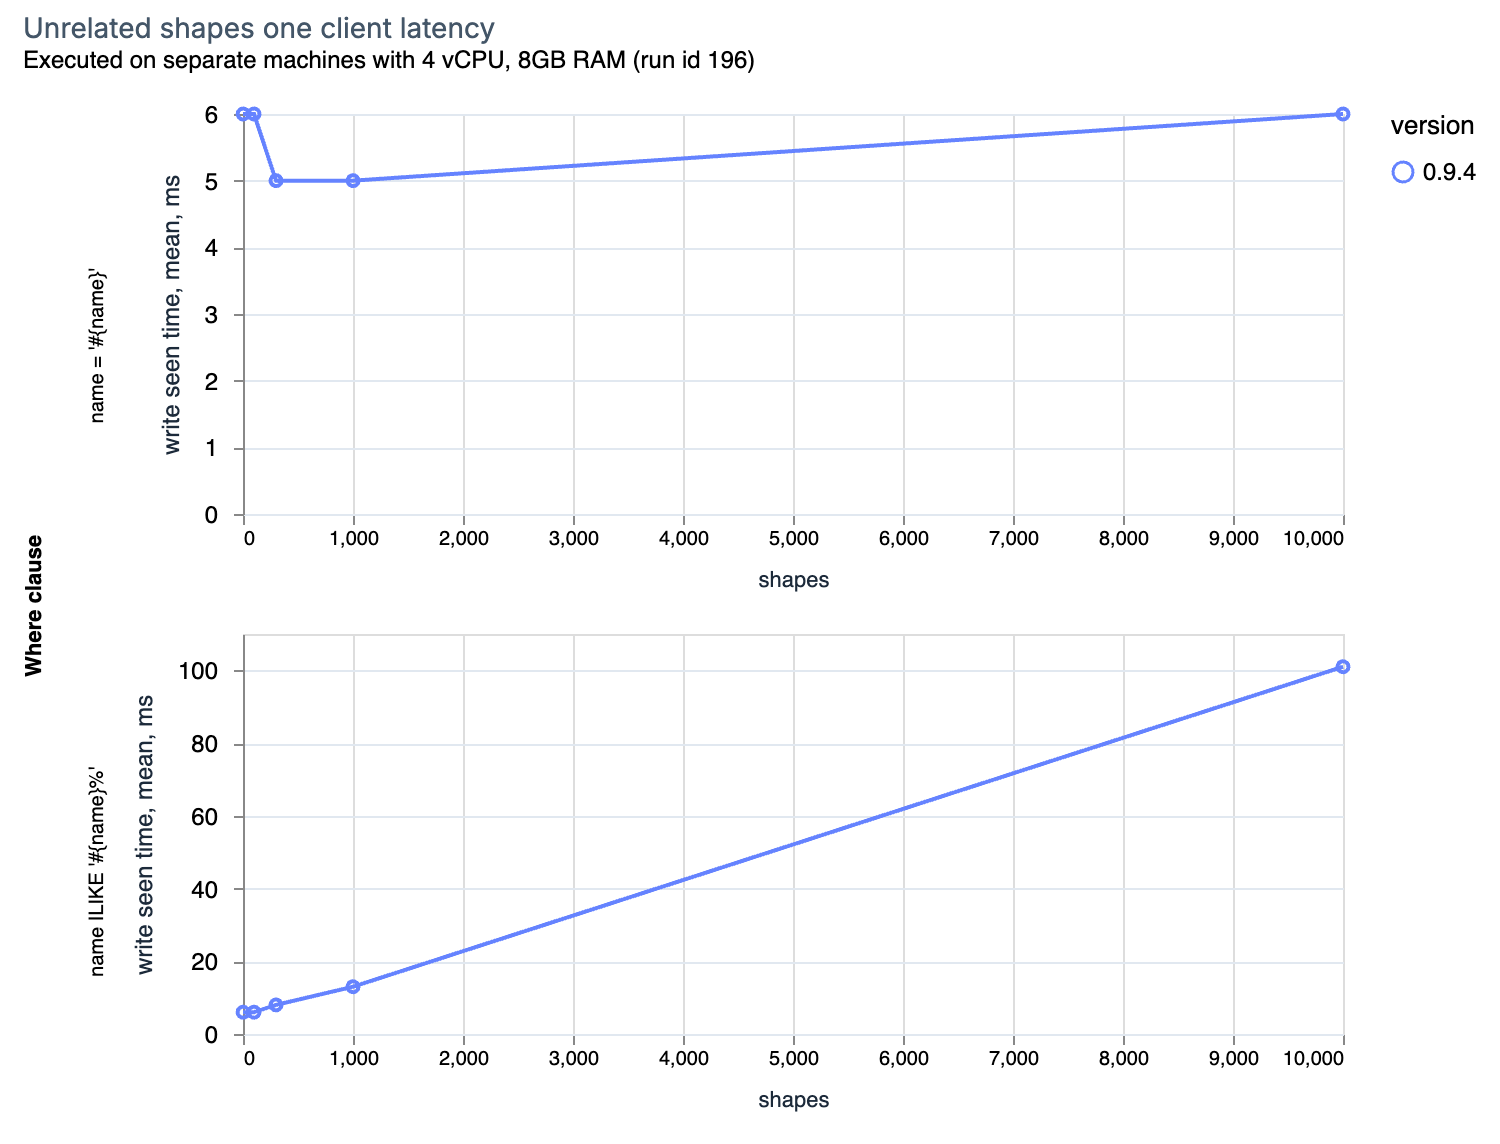 Unrelated shapes one client latency
Executed on separate machines with 4 vCPU, 8GB RAM (run id 196)
version
0.9.4
Where clause
name = '#{name}'
write seen time, mean, ms
6
5
4
3
2
1
0
0 1,000 2,000 3,000 4,000 5,000 6,000 7,000 8,000 9,000 10,000
shapes
name ILIKE '#{name}%'
write seen time, mean, ms
100
80
60
40
20
0
0 1,000 2,000 3,000 4,000 5,000 6,000 7,000 8,000 9,000 10,000
shapes